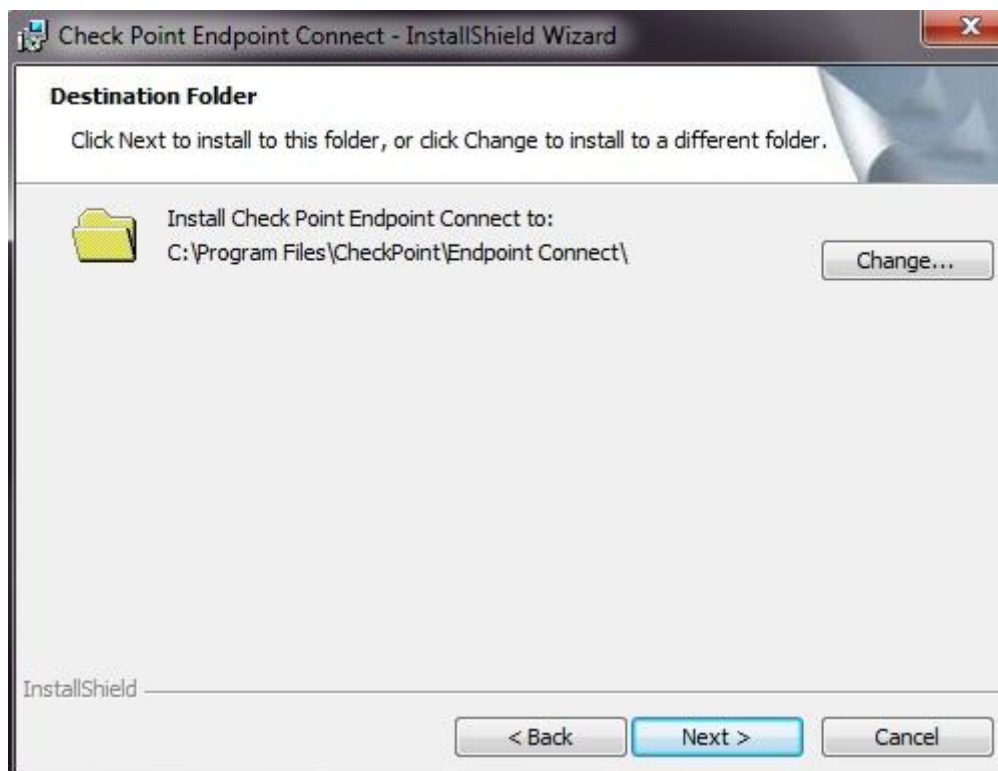 Check Point Endpoint Connect - InstallShield Wizard
Destination Folder
Click Next to install to this folder, or click Change to install to a different folder.
Install Check Point Endpoint Connect to:
C:\Program Files\CheckPoint\Endpoint Connect\
Change...
InstallShield
< Back
Next >
Cancel